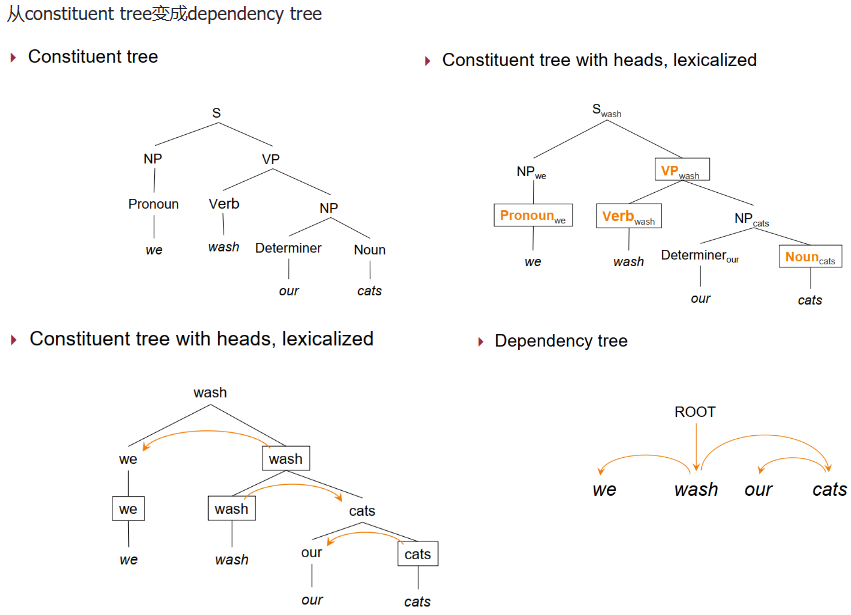 从constituent tree变成dependency tree
Constituent tree
S
NP VP
Pronoun Verb NP
we wash Determiner Noun
our cats
Constituent tree with heads, lexicalized
Swash
NPwe VPwash
Pronounwe Verbwash NPcats
we wash Determinerour Nouncats
our cats
Constituent tree with heads, lexicalized
wash
we wash
we wash cats
we wash our cats
our cats
Dependency tree
ROOT
we wash our cats